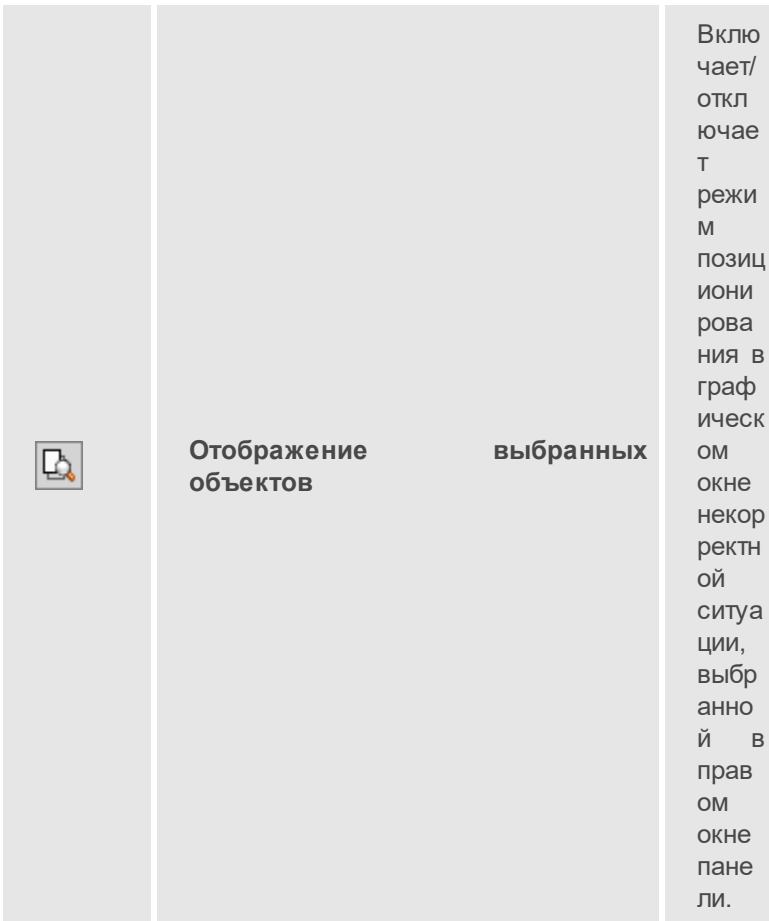 Отображение выбранных
объектов
Вклю
чает/
откл
ючае
т
режи
м
позиц
иони
рова
ния в
граф
ическ
ом
окне
некор
ректн
ой
ситуа
ции,
выбр
анно
й в
прав
ом
окне
пане
ли.